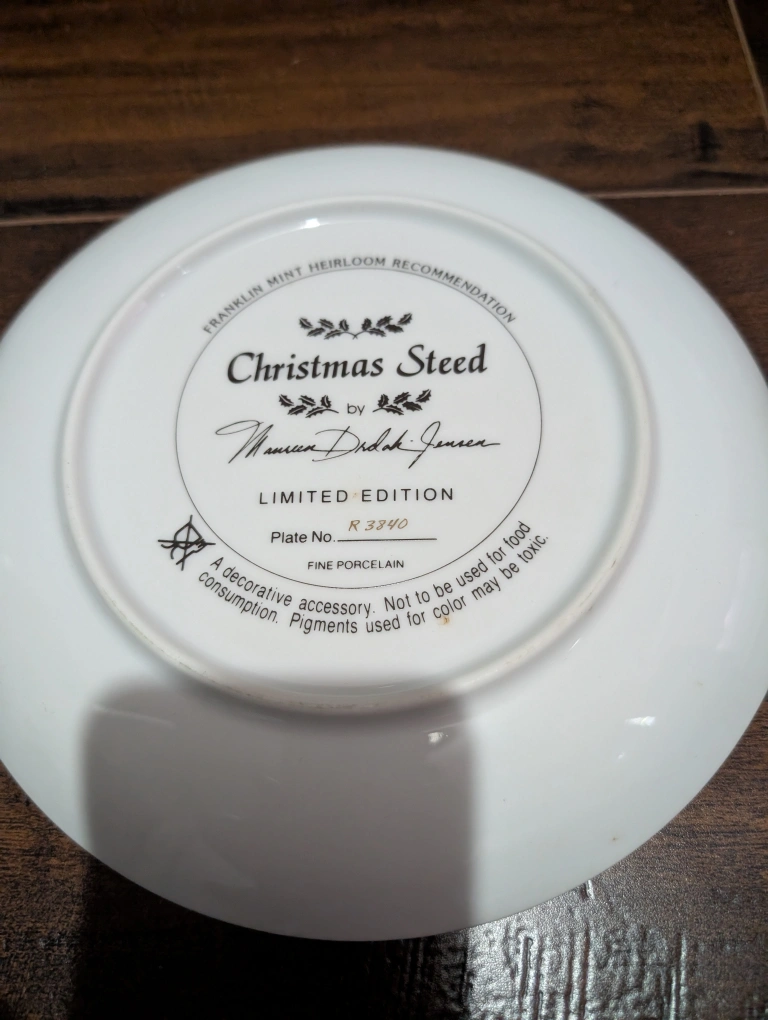 FRANKLIN MINT HEIRLOOM RECOMMENDATION
Christmas Steed
by
Maureen Drdak-Jensen
LIMITED EDITION
Plate No. R 3840
FINE PORCELAIN
A decorative accessory. Not to be used for food
consumption. Pigments used for color may be toxic.